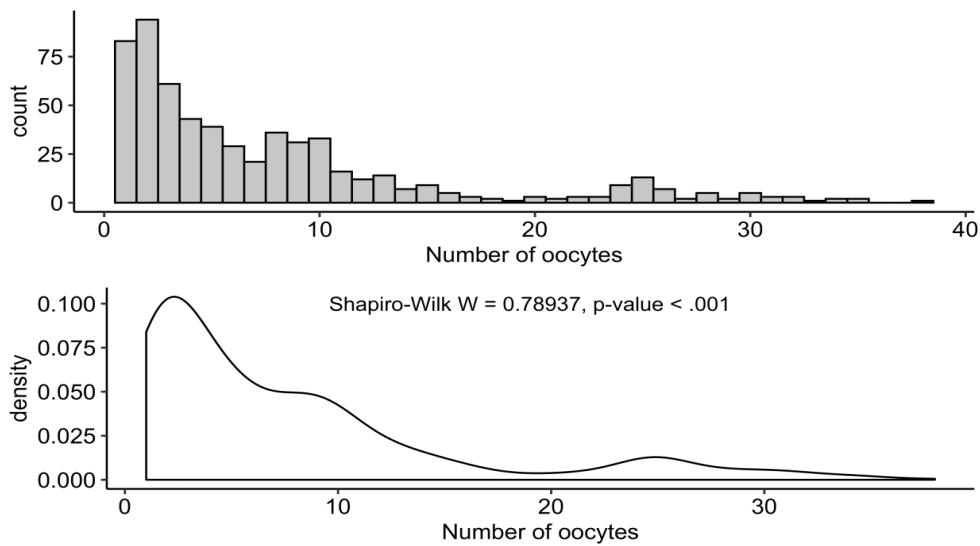 75
50
25
0
count
0 10 20 30 40
Number of oocytes
Shapiro-Wilk W = 0.78937, p-value < .001
0.100
0.075
0.050
0.025
0.000
density
0 10 20 30
Number of oocytes